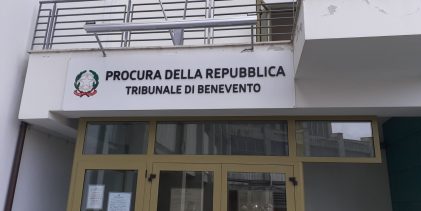 PROCURA DELLA REPUBBLICA
TRIBUNALE DI BENEVENTO